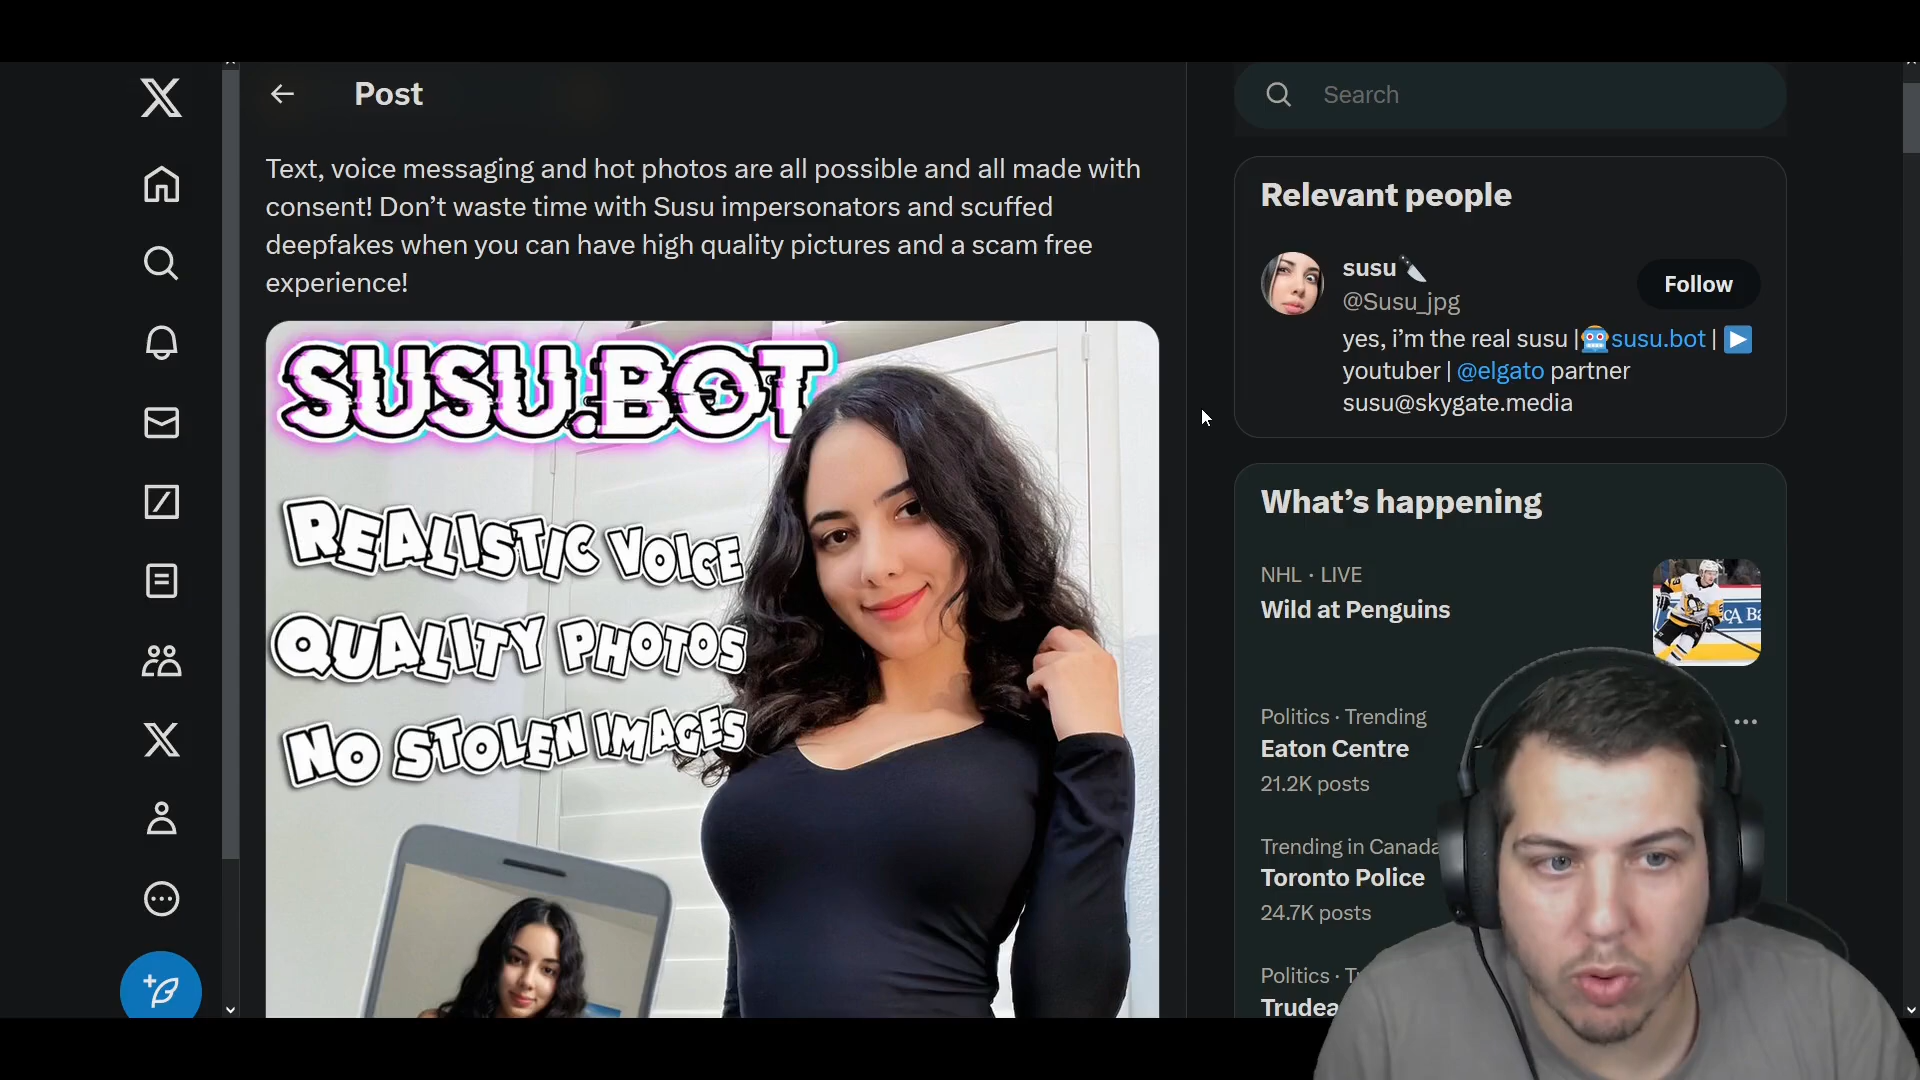 Post
Text, voice messaging and hot photos are all possible and all made with
consent! Don’t waste time with Susu impersonators and scuffed
deepfakes when you can have high quality pictures and a scam free
experience!
SUSU.BOT
REALISTIC VOICE
QUALITY PHOTOS
NO STOLEN IMAGES
Search
Relevant people
susu
@Susu_jpg
Follow
yes, i’m the real susu | susu.bot |
youtuber | @elgato partner
susu@skygate.media
What’s happening
NHL · LIVE
Wild at Penguins
Politics · Trending
Eaton Centre
21.2K posts
Trending in Canada
Toronto Police
24.7K posts
Politics · T
Trudea